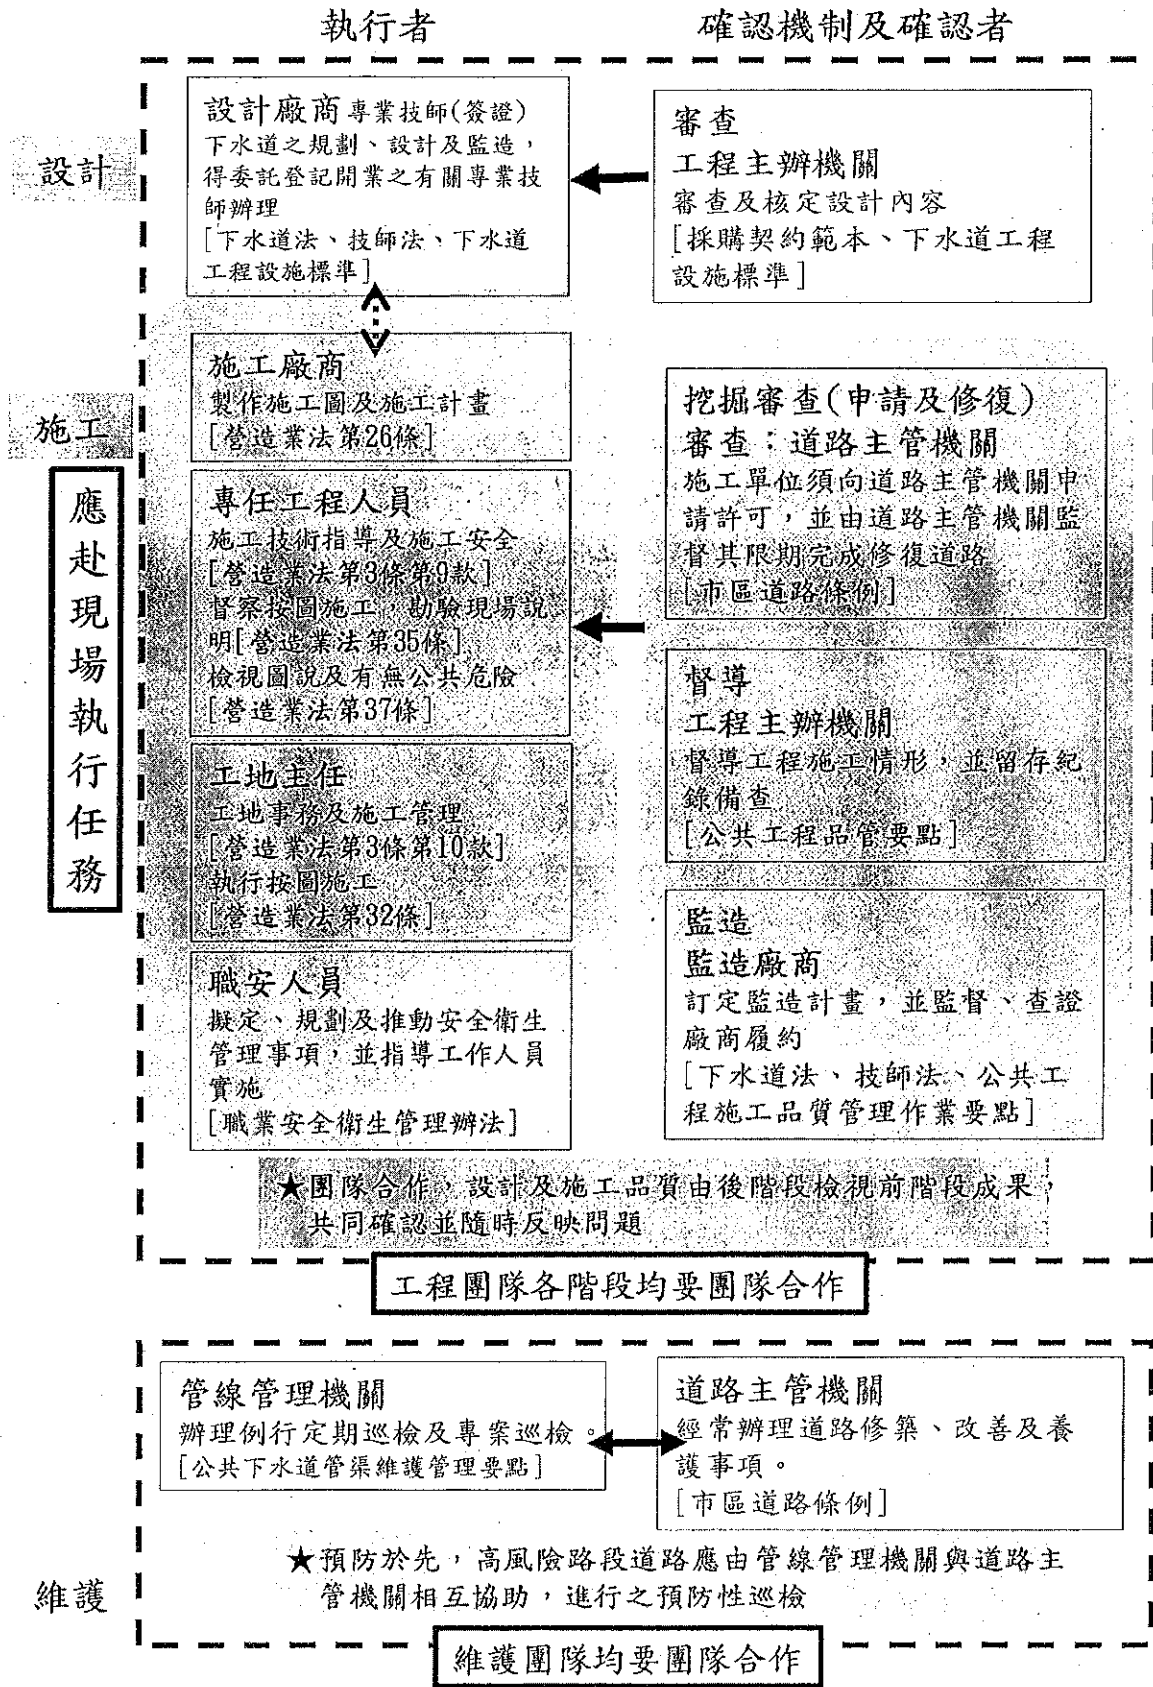 執行者
確認機制及確認者
設計
設計廠商 專業技師(簽證)
下水道之規劃、設計及監造，
得委託登記開業之有關專業技
師辦理
[下水道法、技師法、下水道
工程設施標準]
審查
工程主辦機關
審查及核定設計內容
[採購契約範本、下水道工程
設施標準]
施工
應赴現場執行任務
施工廠商
製作施工圖及施工計畫
[營造業法第26條]
專任工程人員
施工技術指導及施工安全
[營造業法第3條第9款]
督察按圖施工，勘驗現場說
明[營造業法第35條]
檢視圖說及有無公共危險
[營造業法第37條]
工地主任
工地事務及施工管理
[營造業法第3條第10款]
執行按圖施工
[營造業法第32條]
職安人員
擬定、規劃及推動安全衛生
管理事項，並指導工作人員
實施
[職業安全衛生管理辦法]
挖掘審查(申請及修復)
審查：道路主管機關
施工單位須向道路主管機關申
請許可，並由道路主管機關監
督其限期完成修復道路
[市區道路條例]
督導
工程主辦機關
督導工程施工情形，並留存紀
錄備查
[公共工程品管要點]
監造
監造廠商
訂定監造計畫，並監督、查證
廠商履約
[下水道法、技師法、公共工
程施工品質管理作業要點]
★團隊合作，設計及施工品質由後階段檢視前階段成果，
共同確認並隨時反映問題
工程團隊各階段均要團隊合作
管線管理機關
辦理例行定期巡檢及專案巡檢。
[公共下水道管渠維護管理要點]
道路主管機關
經常辦理道路修築、改善及養
護事項。
[市區道路條例]
★預防於先，高風險路段道路應由管線管理機關與道路主
管機關相互協助，進行之預防性巡檢
維護
維護團隊均要團隊合作